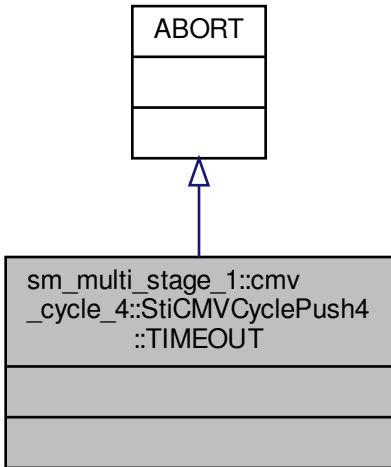 ABORT
sm_multi_stage_1::cmv
_cycle_4::StiCMVCyclePush4
::TIMEOUT